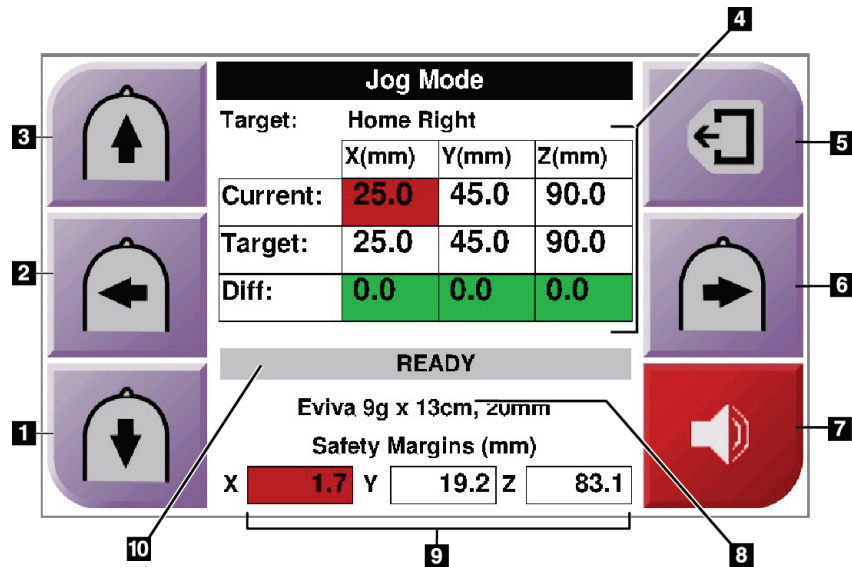 4
Jog Mode
3
Target: Home Right
5
X(mm) Y(mm) Z(mm)
Current: 25.0 45.0 90.0
Target: 25.0 45.0 90.0
2
6
Diff: 0.0 0.0 0.0
READY
Eviva 9g x 13cm, 20mm
1
7
Safety Margins (mm)
X 1.7 Y 19.2 Z 83.1
10
9
8